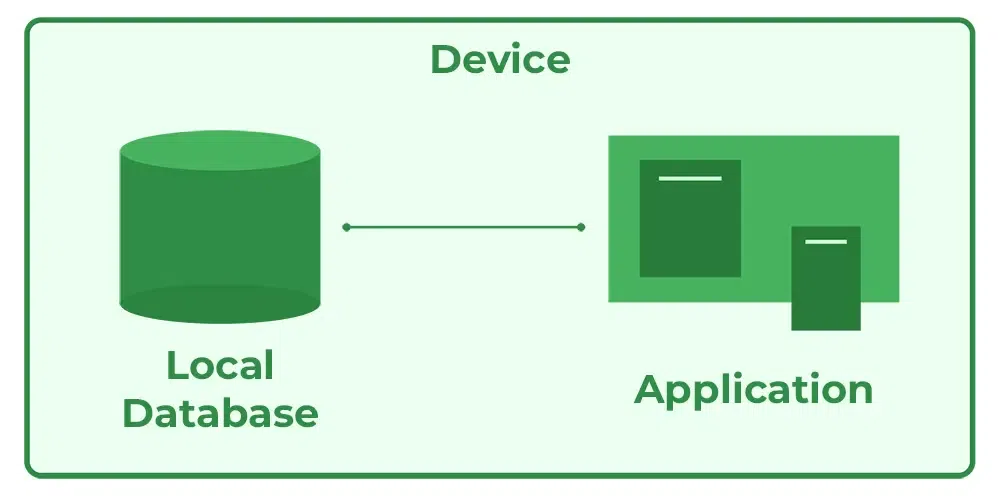 Device
Local
Database
Application